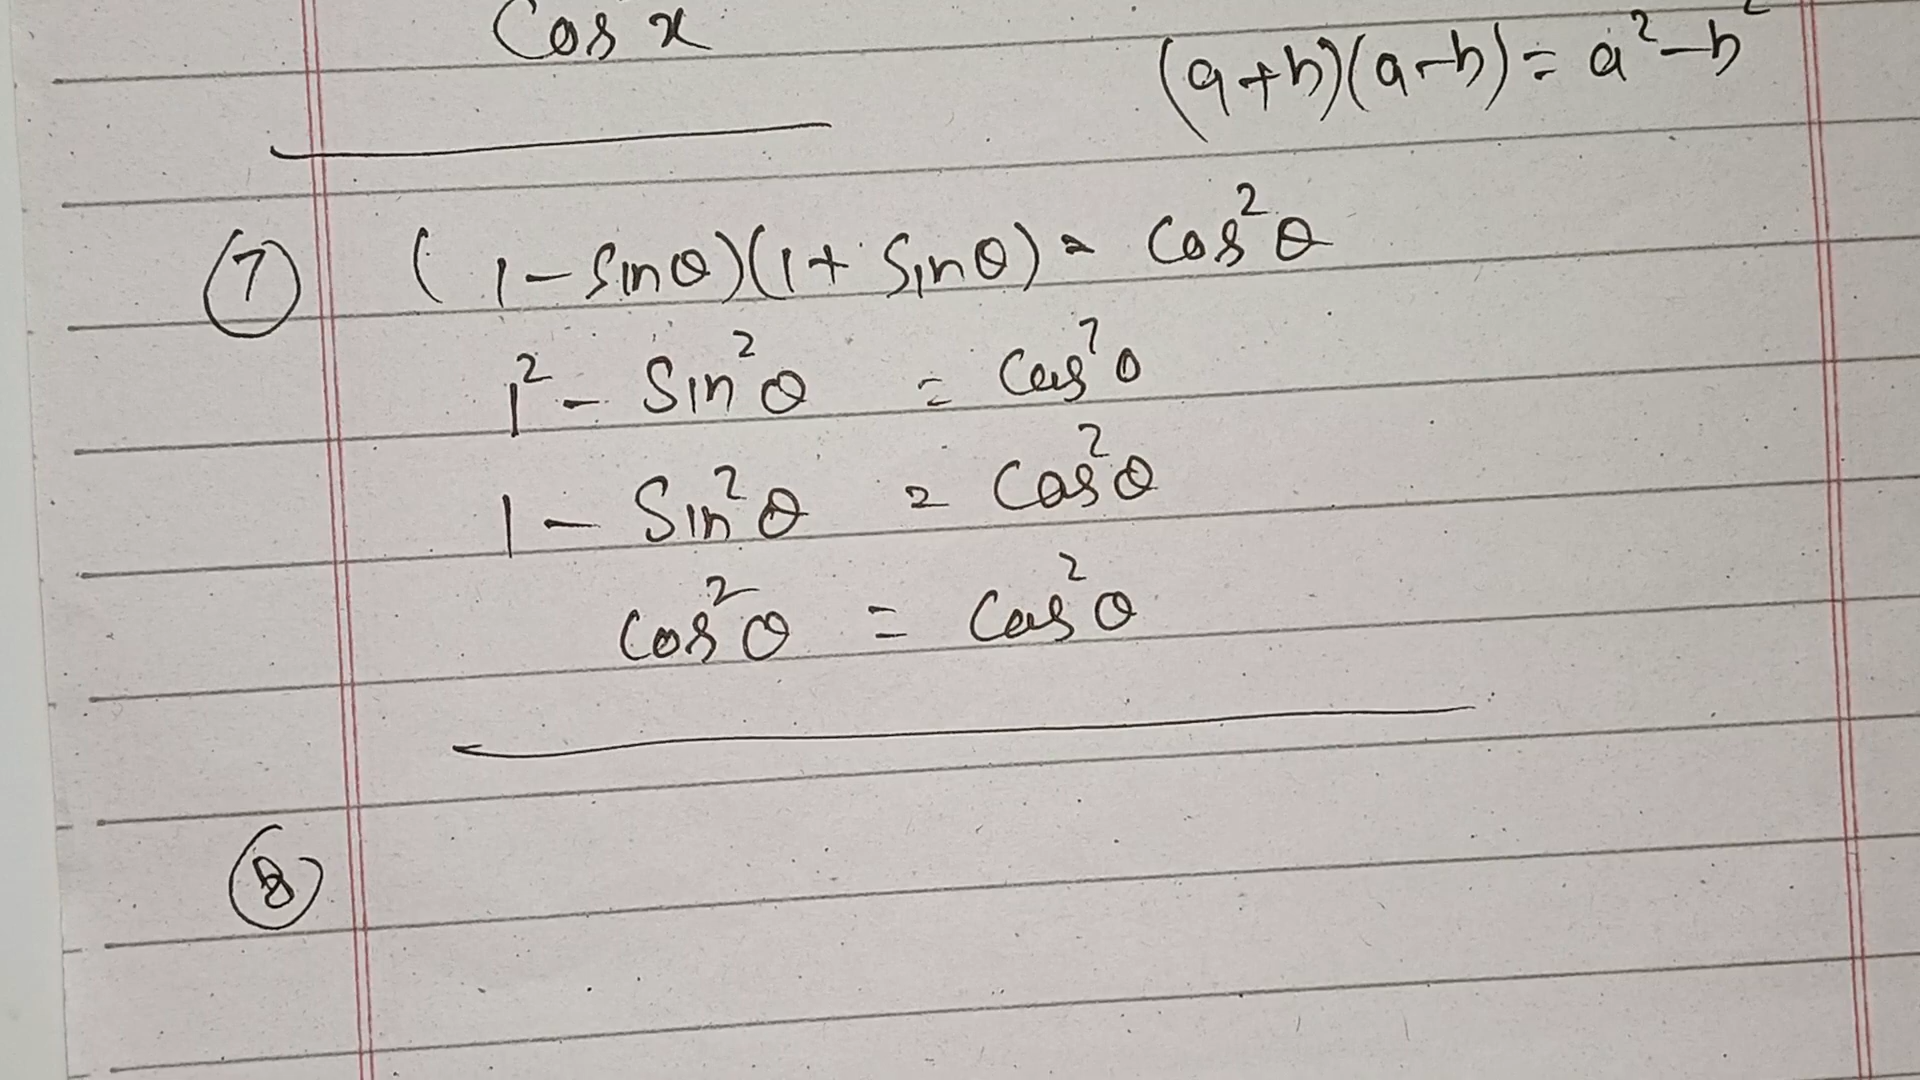 Cos x
(a+b)(a-b) = a²-b²
7 (1 - Sinθ)(1 + Sinθ) = Cos²θ
1² - Sin²θ = Cos²θ
1 - Sin²θ = Cos²θ
Cos²θ = Cos²θ
8